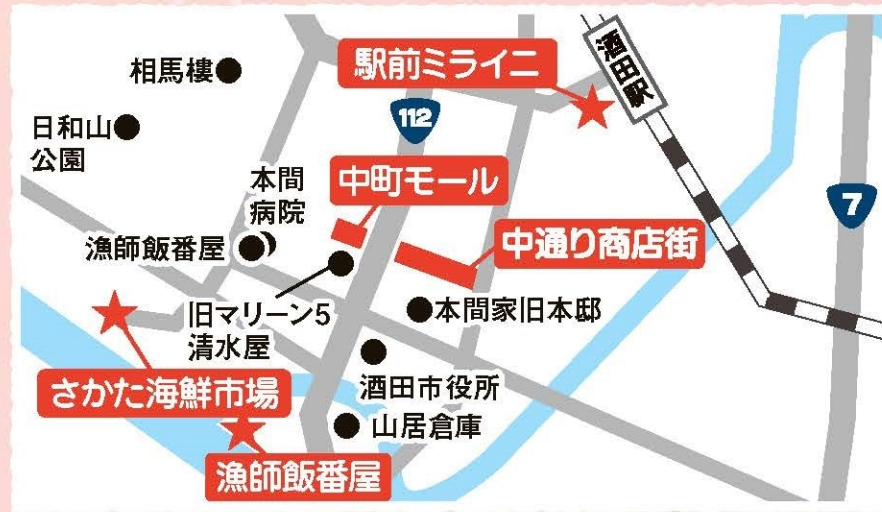 相馬樓
駅前ミライニ
酒田駅
日和山
公園
112
本間
病院
中町モール
7
漁師飯番屋
中通り商店街
旧マリーン5
清水屋
本間家旧本邸
さかた海鮮市場
酒田市役所
山居倉庫
漁師飯番屋